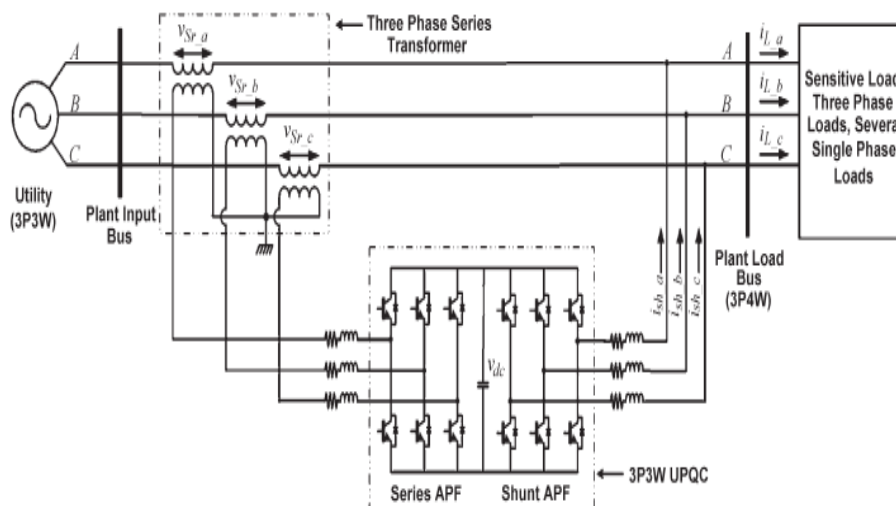 Three Phase Series
Transformer
v_Sr_a
v_Sr_b
v_Sr_c
A
B
C
Utility
(3P3W)
Plant Input
Bus
A
B
C
i_L_a
i_L_b
i_L_c
Sensitive Load
Three Phase
Loads, Severa
Single Phase
Loads
Plant Load
Bus
(3P4W)
i_sh_a
i_sh_b
i_sh_c
v_dc
Series APF
Shunt APF
3P3W UPQC